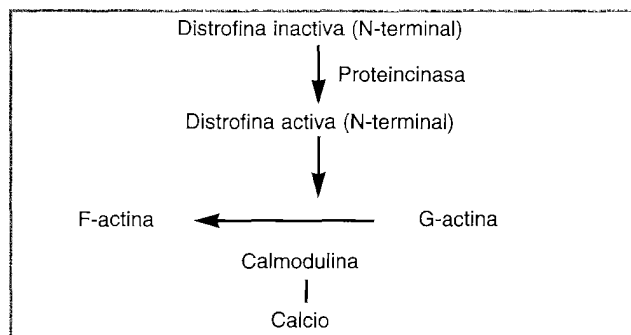 Distrofina inactiva (N-terminal)
Proteincinasa
Distrofina activa (N-terminal)
F-actina G-actina
Calmodulina
Calcio